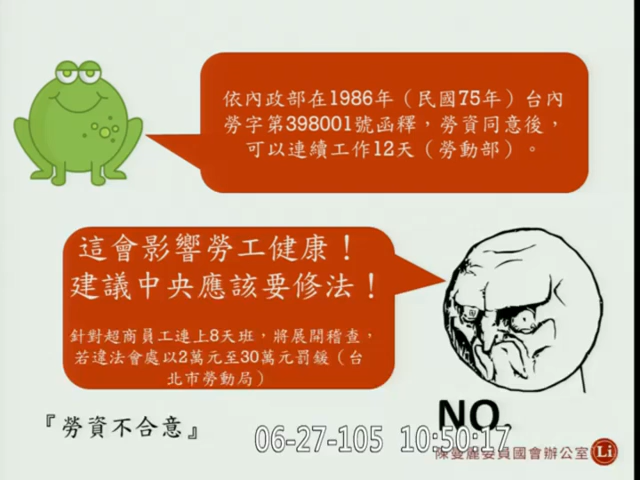 依內政部在1986年（民國75年）台內
勞字第398001號函釋，勞資同意後，
可以連續工作12天（勞動部）。
這會影響勞工健康！
建議中央應該要修法！
針對超商員工連上8天班，將展開稽查，
若違法會處以2萬元至30萬元罰鍰（台
北市勞動局）
『勞資不合意』
NO.
06-27-105 10:50:17
陳曼麗委員國會辦公室
Li